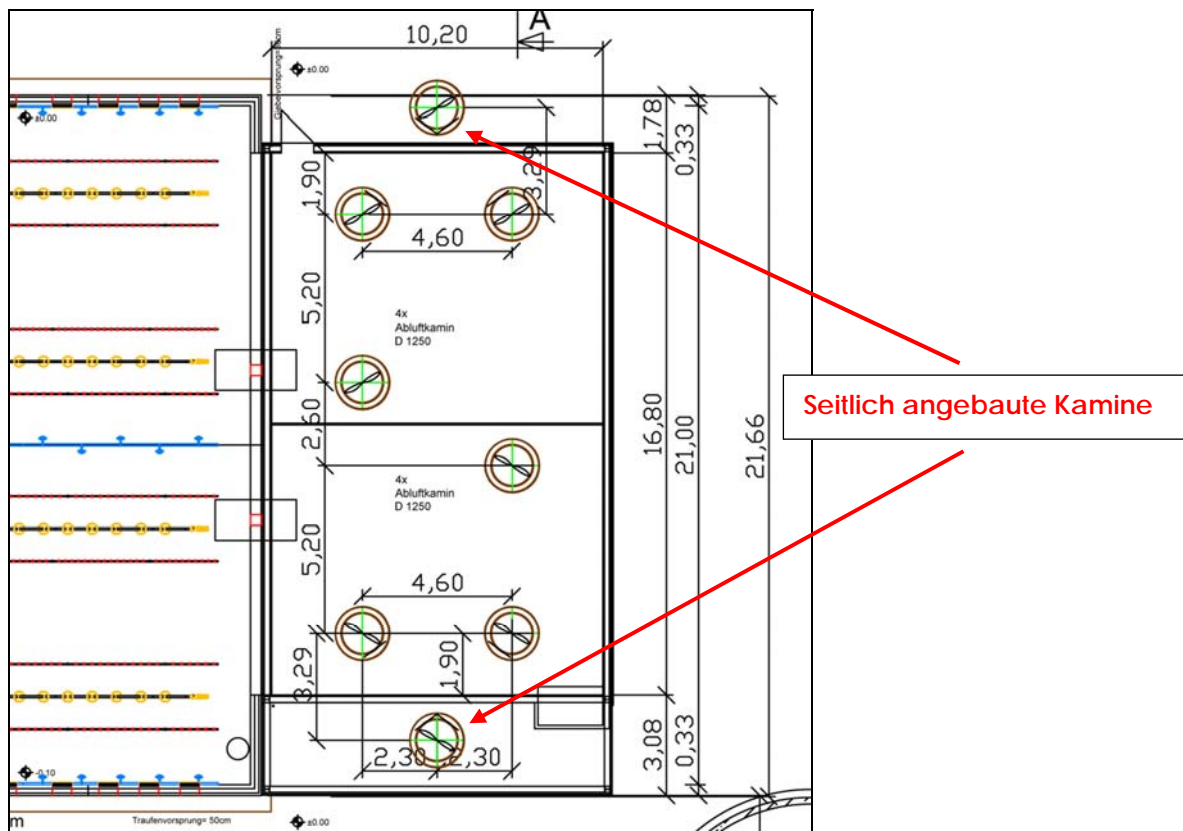 10,20
A
Giebelvorsprung=
±0.00
±0.00
1,78
0,33
1,90
3,29
4,60
5,20
4x
Abluftkamin
D 1250
Seitlich angebaute Kamine
2,60
16,80
21,00
21,66
4x
Abluftkamin
D 1250
5,20
4,60
3,29
1,90
3,08
0,33
2,30
2,30
-0.10
m
Traufenvorsprung= 50cm
±0.00